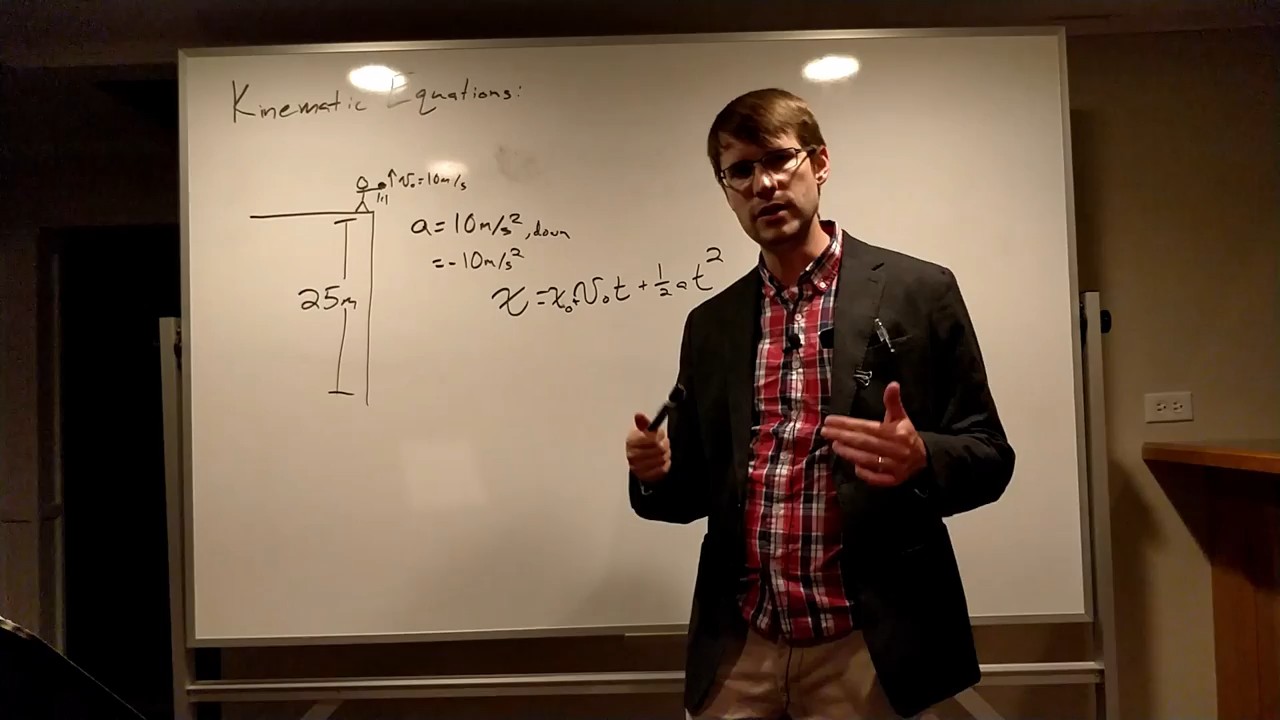 Kinematic Equations:
v₀=10m/s
a=10m/s², down
=-10m/s²
25m
x=x₀+v₀t+½at²